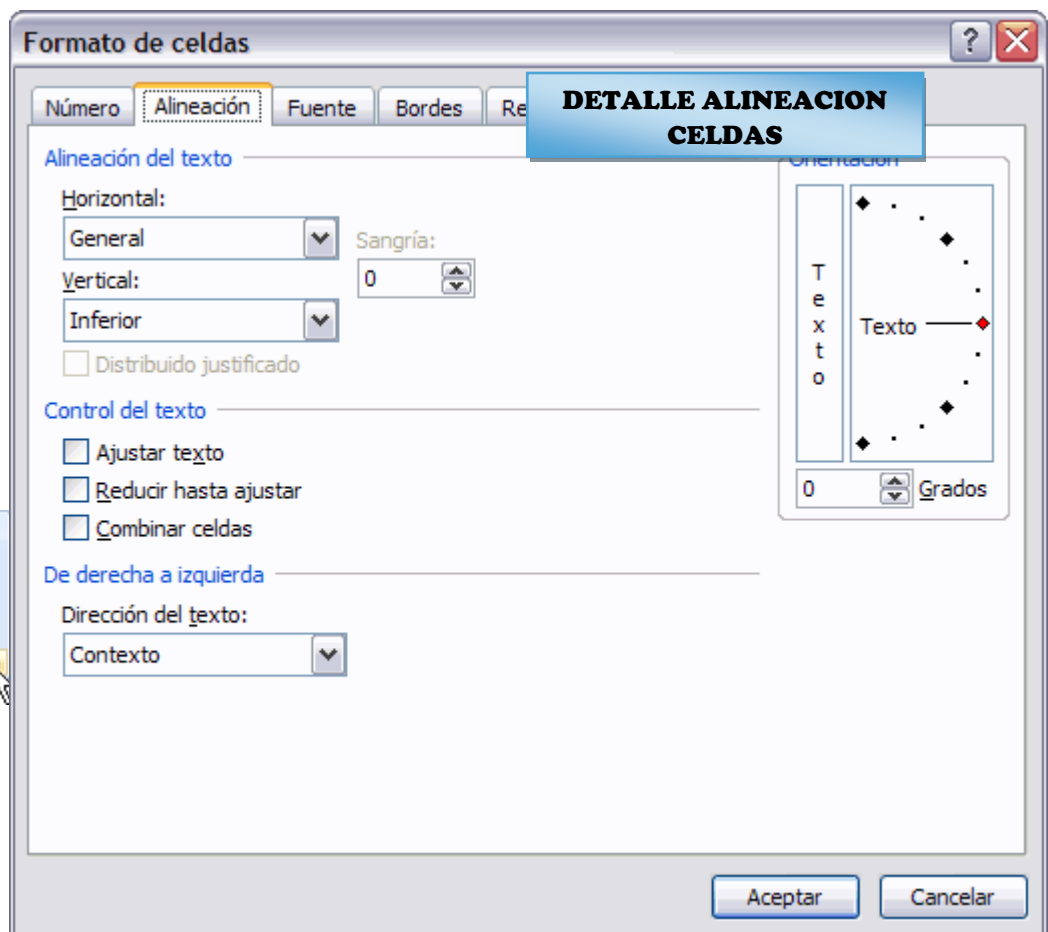 Formato de celdas
Número Alineación Fuente Bordes Re
DETALLE ALINEACION
CELDAS
Alineación del texto
Horizontal:
General
Sangría:
0
Vertical:
Inferior
Distribuido justificado
Control del texto
Ajustar texto
Reducir hasta ajustar
Combinar celdas
De derecha a izquierda
Dirección del texto:
Contexto
Orientación
Texto
Texto
0 Grados
Aceptar Cancelar